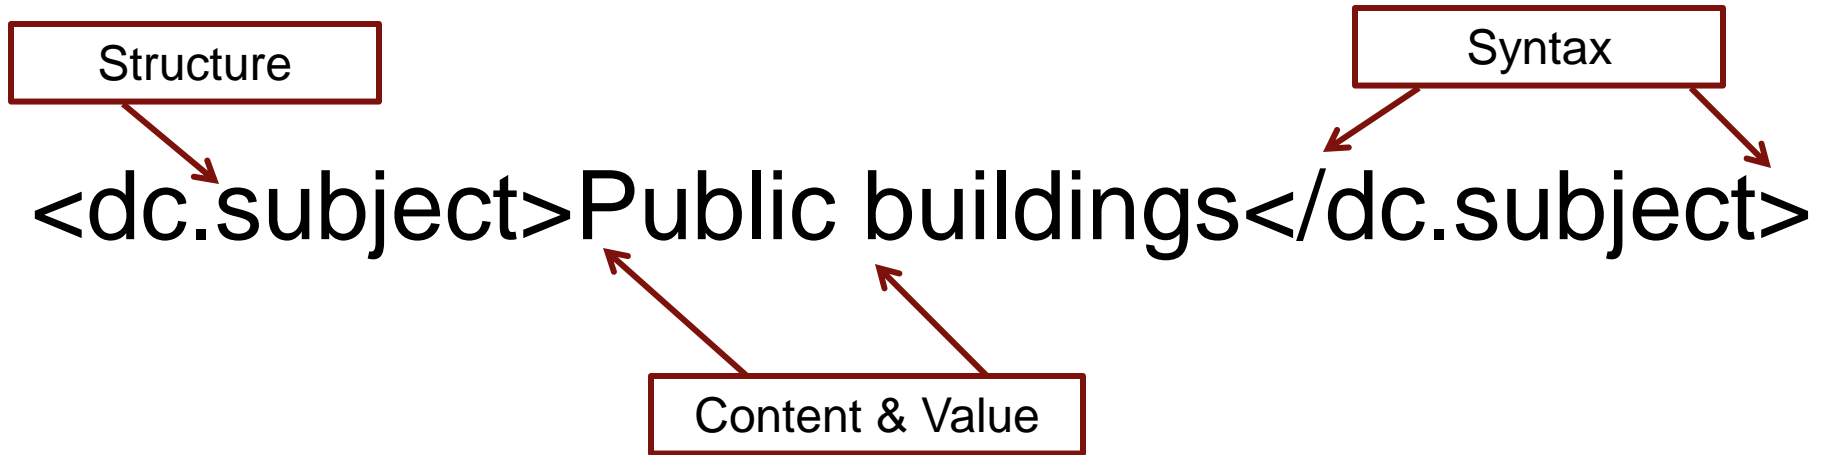 Structure
Syntax
<dc.subject>Public buildings</dc.subject>
Content & Value